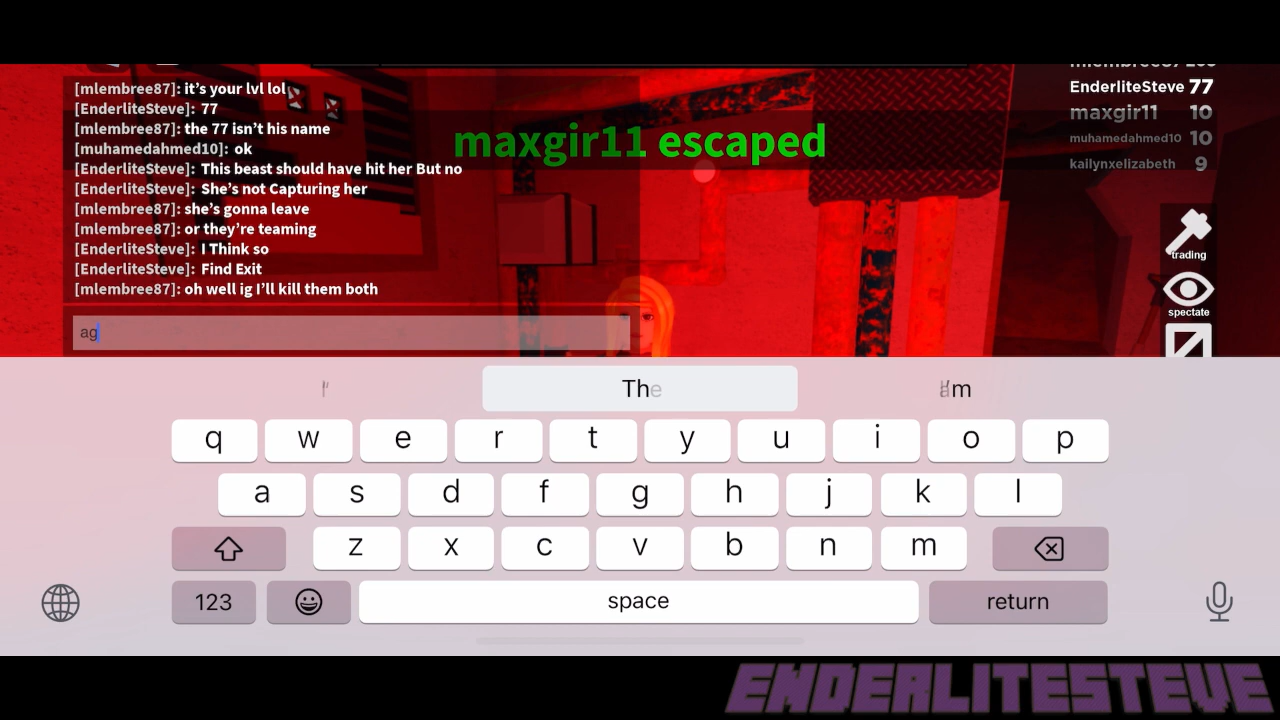 [mlembree87]: it's your lvl lol
[EnderliteSteve]: 77
[mlembree87]: the 77 isn't his name
[muhamedahmed10]: ok
[EnderliteSteve]: This beast should have hit her But no
[EnderliteSteve]: She's not Capturing her
[mlembree87]: she's gonna leave
[mlembree87]: or they're teaming
[EnderliteSteve]: I Think so
[EnderliteSteve]: Find Exit
[mlembree87]: oh well ig I'll kill them both
ag
maxgir11 escaped
EnderliteSteve 77
maxgir11 10
muhamedahmed10 10
kailynxelizabeth 9
trading
spectate
The
I'm
q w e r t y u i o p
a s d f g h j k l
z x c v b n m
123
space
return
ENDERLITESTEVE